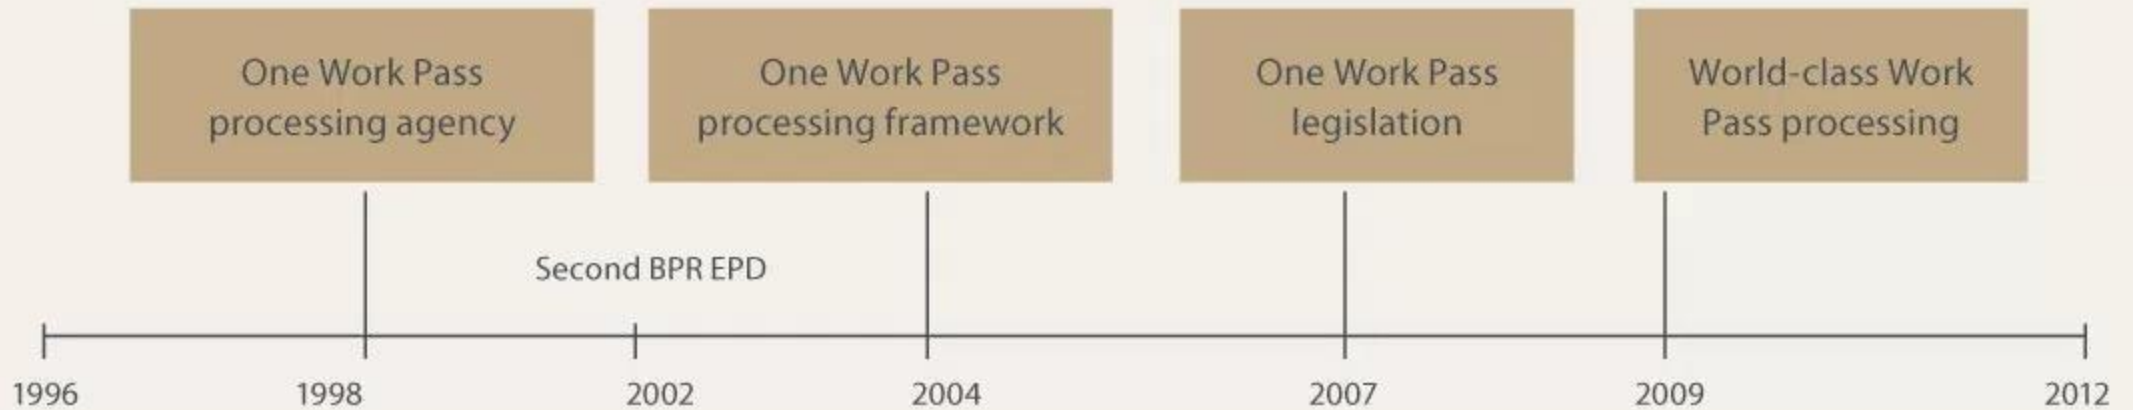 One Work Pass
processing agency
One Work Pass
processing framework
One Work Pass
legislation
World-class Work
Pass processing
Second BPR EPD
1996
1998
2002
2004
2007
2009
2012